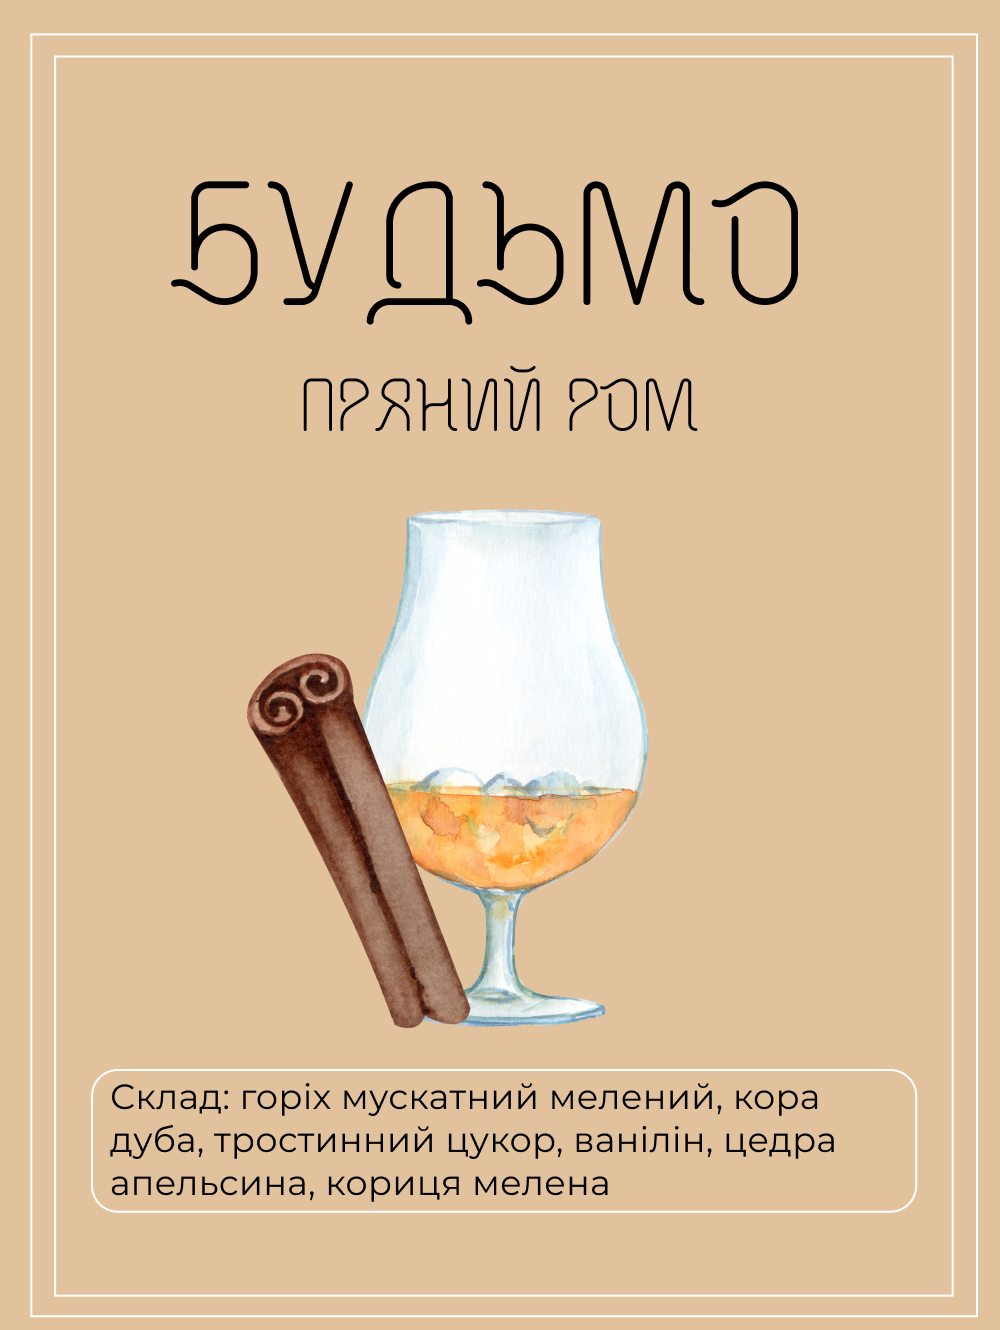 БУДЬМО
ПРЯНИЙ РОМ
Склад: горіх мускатний мелений, кора
дуба, тростинний цукор, ванілін, цедра
апельсина, кориця мелена